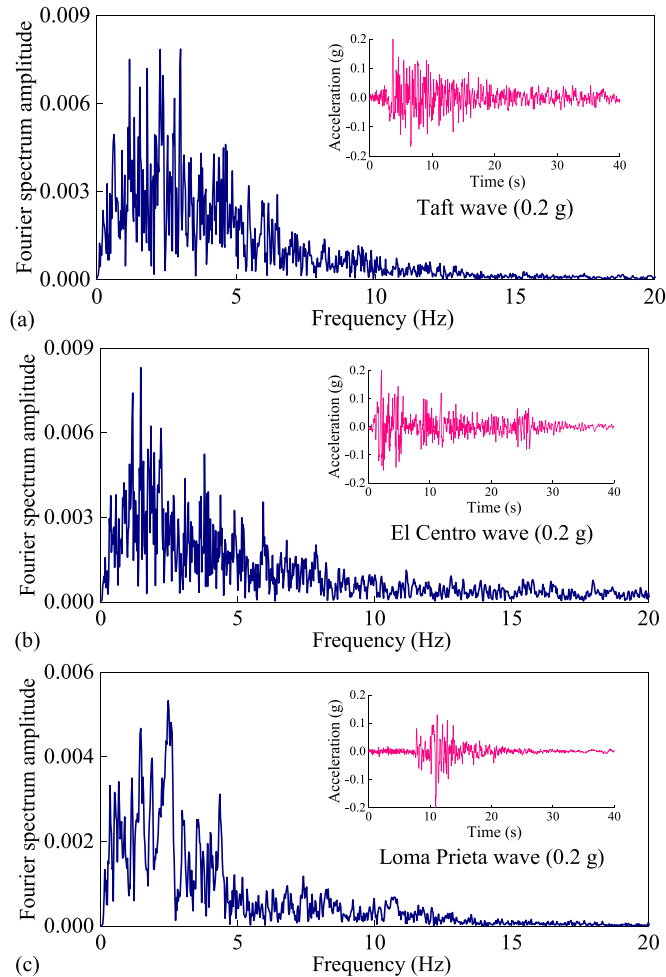 0.009
0.006
0.003
0.000
Fourier spectrum amplitude
0 5 10 15 20
Frequency (Hz)
(a)
0.2
0.1
0.0
-0.1
-0.2
Acceleration (g)
0 10 20 30 40
Time (s)
Taft wave (0.2 g)
0.009
0.006
0.003
0.000
Fourier spectrum amplitude
0 5 10 15 20
Frequency (Hz)
(b)
0.2
0.1
0.0
-0.1
-0.2
Acceleration (g)
0 10 20 30 40
Time (s)
El Centro wave (0.2 g)
0.006
0.004
0.002
0.000
Fourier spectrum amplitude
0 5 10 15 20
Frequency (Hz)
(c)
0.2
0.1
0.0
-0.1
-0.2
Acceleration (g)
0 10 20 30 40
Time (s)
Loma Prieta wave (0.2 g)